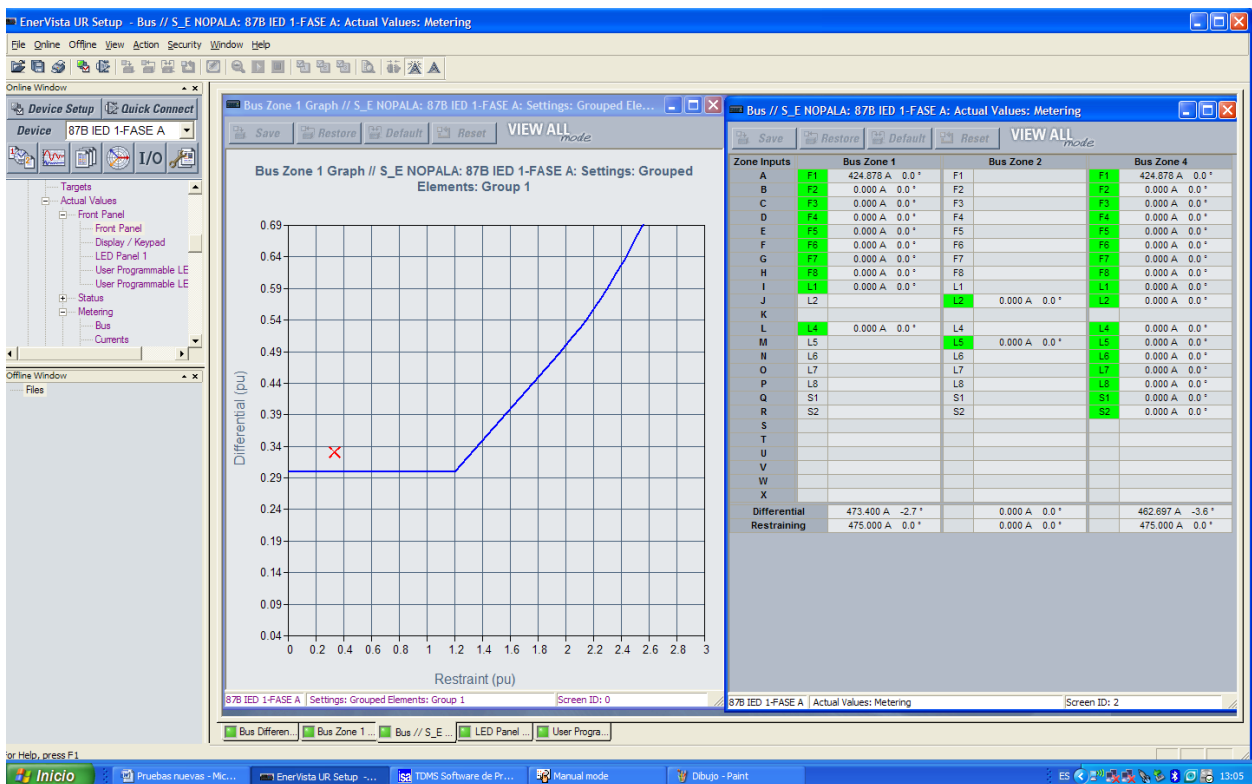 EnerVista UR Setup - Bus // S_E NOPALA: 87B IED 1-FASE A: Actual Values: Metering
File Online Offline View Action Security Window Help
Online Window
Device Setup Quick Connect
Device 87B IED 1-FASE A
I/O
Targets
Actual Values
Front Panel
Front Panel
Display / Keypad
LED Panel 1
User Programmable LE
User Programmable LE
Status
Metering
Bus
Currents
Offline Window
Files
Bus Zone 1 Graph // S_E NOPALA: 87B IED 1-FASE A: Settings: Grouped Ele...
Save Restore Default Reset VIEW ALL mode
Bus Zone 1 Graph // S_E NOPALA: 87B IED 1-FASE A: Settings: Grouped
Elements: Group 1
Differential (pu)
0.69
0.64
0.59
0.54
0.49
0.44
0.39
0.34
0.29
0.24
0.19
0.14
0.09
0.04
0 0.2 0.4 0.6 0.8 1 1.2 1.4 1.6 1.8 2 2.2 2.4 2.6 2.8 3
Restraint (pu)
87B IED 1-FASE A Settings: Grouped Elements: Group 1 Screen ID: 0
Bus // S_E NOPALA: 87B IED 1-FASE A: Actual Values: Metering
Save Restore Default Reset VIEW ALL mode
Zone Inputs Bus Zone 1 Bus Zone 2 Bus Zone 4
A F1 424.878 A 0.0 ° F1 F1 424.878 A 0.0 °
B F2 0.000 A 0.0 ° F2 F2 0.000 A 0.0 °
C F3 0.000 A 0.0 ° F3 F3 0.000 A 0.0 °
D F4 0.000 A 0.0 ° F4 F4 0.000 A 0.0 °
E F5 0.000 A 0.0 ° F5 F5 0.000 A 0.0 °
F F6 0.000 A 0.0 ° F6 F6 0.000 A 0.0 °
G F7 0.000 A 0.0 ° F7 F7 0.000 A 0.0 °
H F8 0.000 A 0.0 ° F8 F8 0.000 A 0.0 °
I L1 0.000 A 0.0 ° L1 L1 0.000 A 0.0 °
J L2 L2 0.000 A 0.0 ° L2 0.000 A 0.0 °
K
L L4 0.000 A 0.0 ° L4 L4 0.000 A 0.0 °
M L5 L5 0.000 A 0.0 ° L5 0.000 A 0.0 °
N L6 L6 L6 0.000 A 0.0 °
O L7 L7 L7 0.000 A 0.0 °
P L8 L8 L8 0.000 A 0.0 °
Q S1 S1 S1 0.000 A 0.0 °
R S2 S2 S2 0.000 A 0.0 °
S
T
U
V
W
X
Differential 473.400 A -2.7 ° 0.000 A 0.0 ° 462.697 A -3.6 °
Restraining 475.000 A 0.0 ° 0.000 A 0.0 ° 475.000 A 0.0 °
87B IED 1-FASE A Actual Values: Metering Screen ID: 2
Bus Differen... Bus Zone 1 ... Bus // S_E ... LED Panel ... User Progra...
or Help, press F1
Inicio Pruebas nuevas - Mic... EnerVista UR Setup -... TDMS Software de Pr... Manual mode Dibujo - Paint ES 13:05